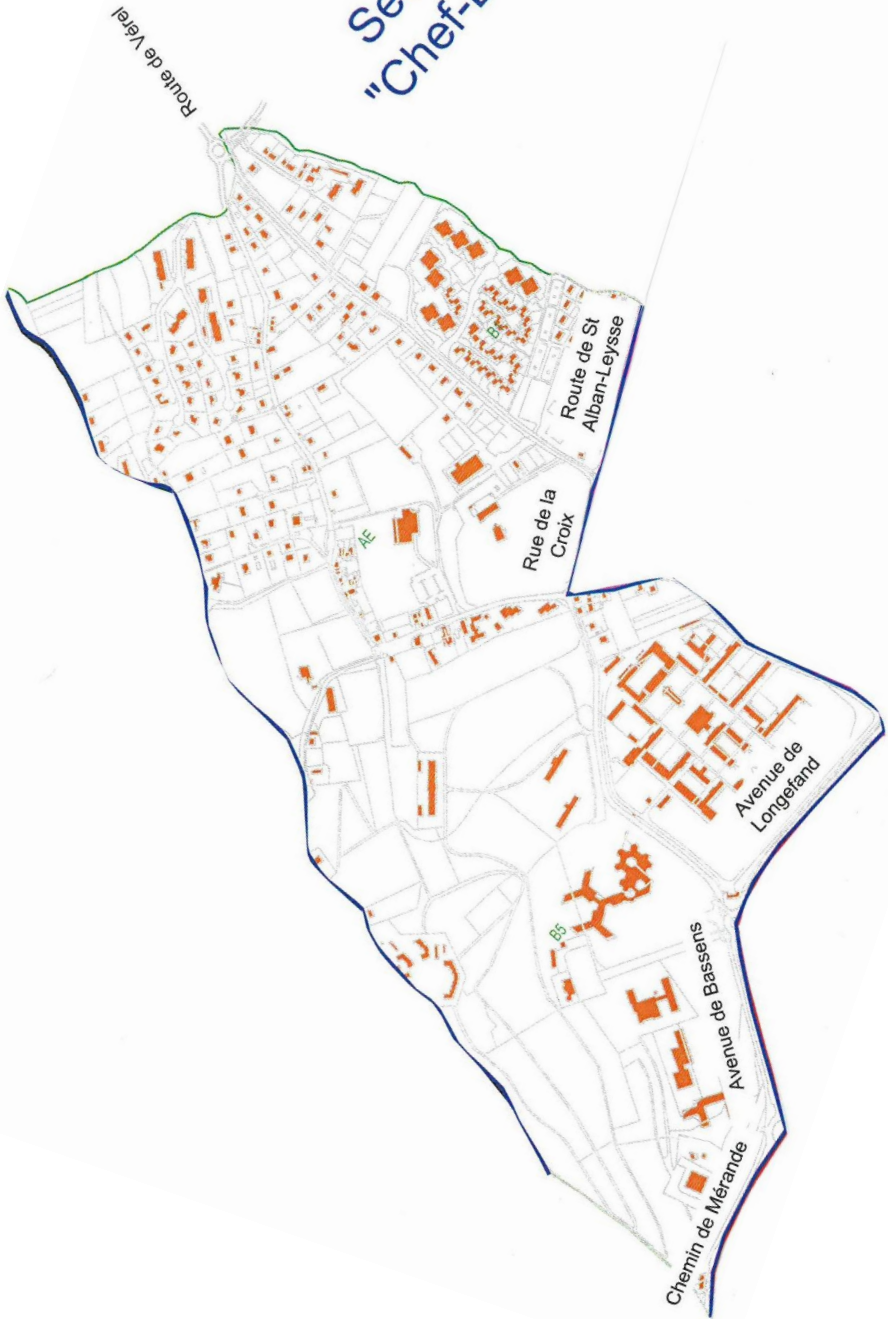 Route de Vérel
Se
"Chef-
B
Route de St
Alban-Leysse
Rue de la
Croix
AE
Avenue de
Longefand
B5
Avenue de Bassens
Chemin de Mérande